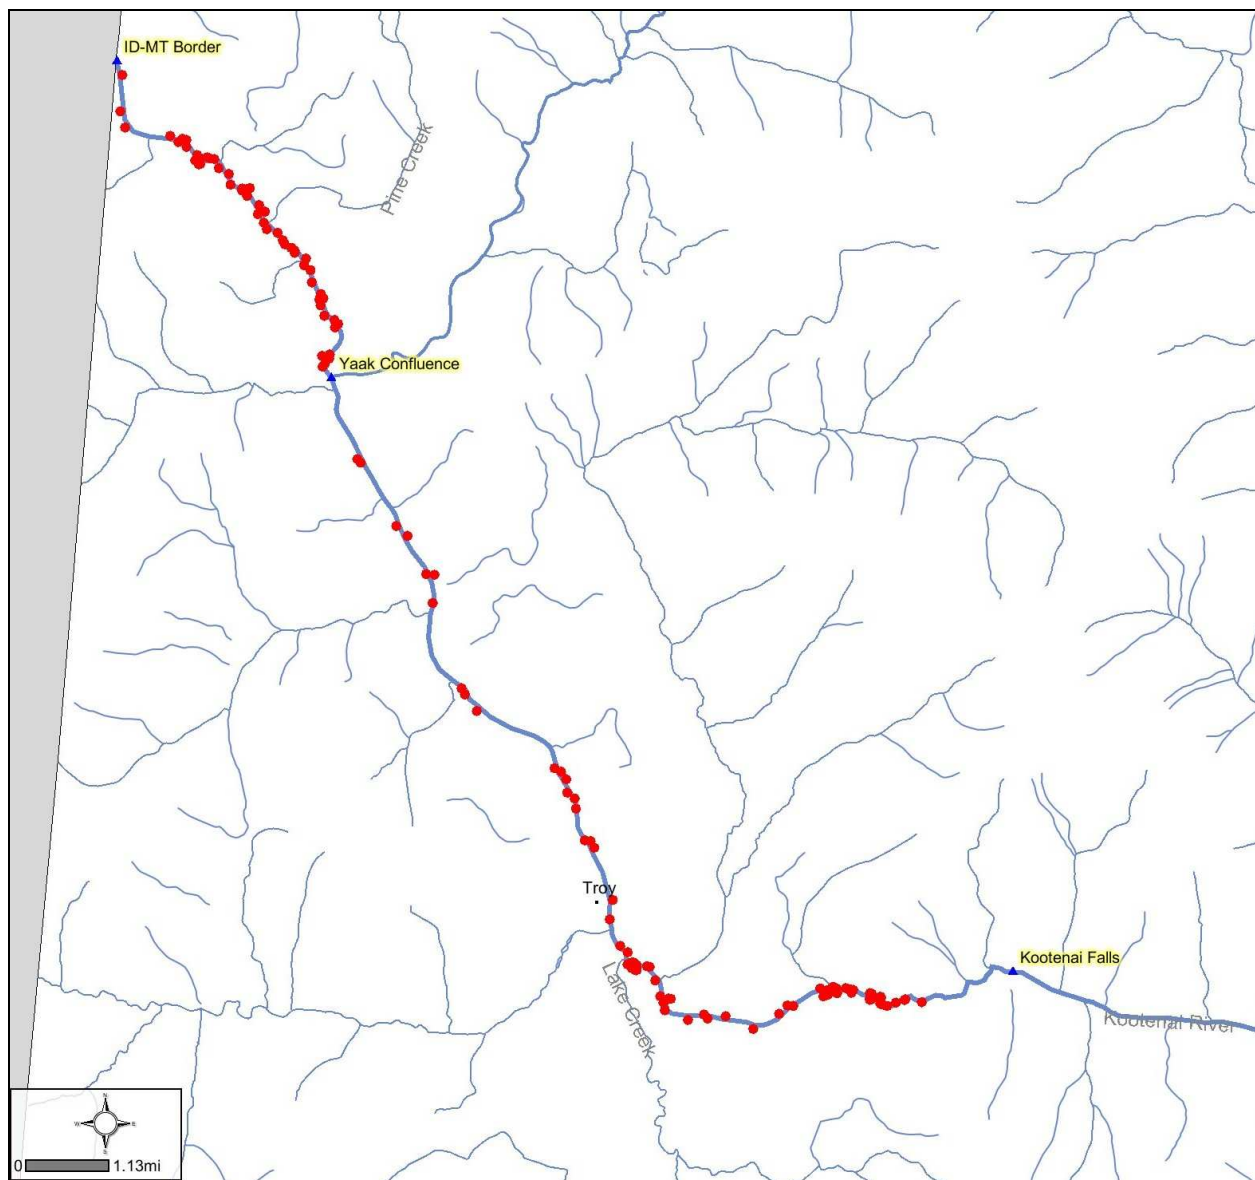 ID-MT Border
Pine Creek
Yaak Confluence
Troy
Kootenai Falls
Lake Creek
Kootenai River
N
W
E
S
0 1.13mi